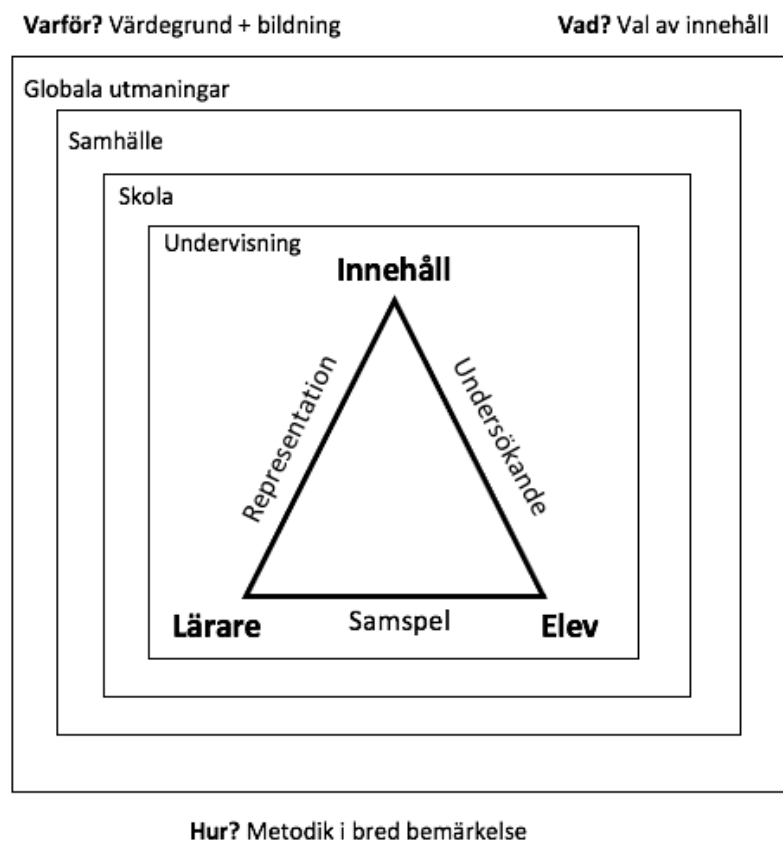 Varför? Värdegrund + bildning
Vad? Val av innehåll
Globala utmaningar
Samhälle
Skola
Undervisning
Innehåll
Representation
Undersökande
Lärare
Samspel
Elev
Hur? Metodik i bred bemärkelse